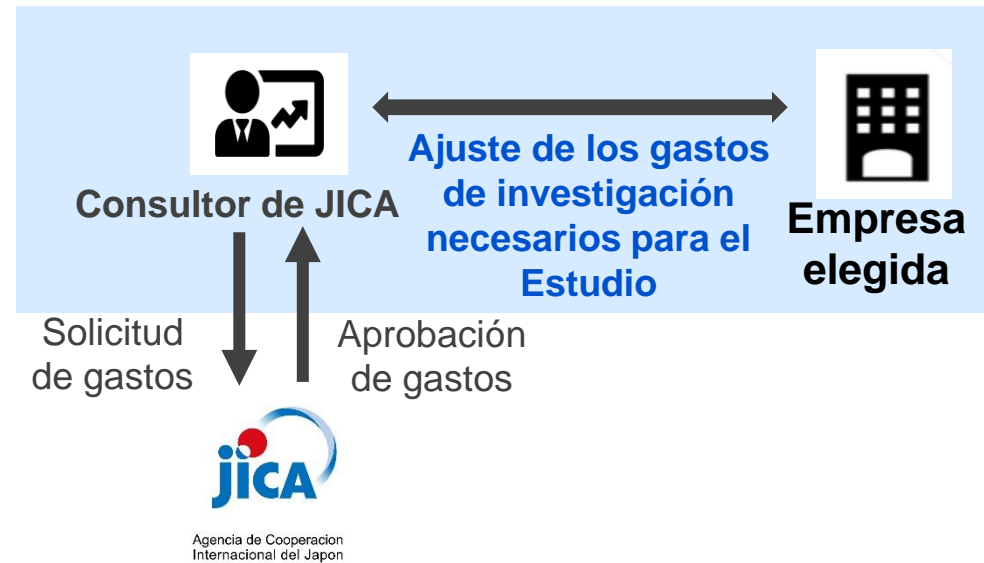 Consultor de JICA
Ajuste de los gastos
de investigación
necesarios para el
Estudio
Empresa
elegida
Solicitud
de gastos
Aprobación
de gastos
jICA
Agencia de Cooperacion
Internacional del Japon